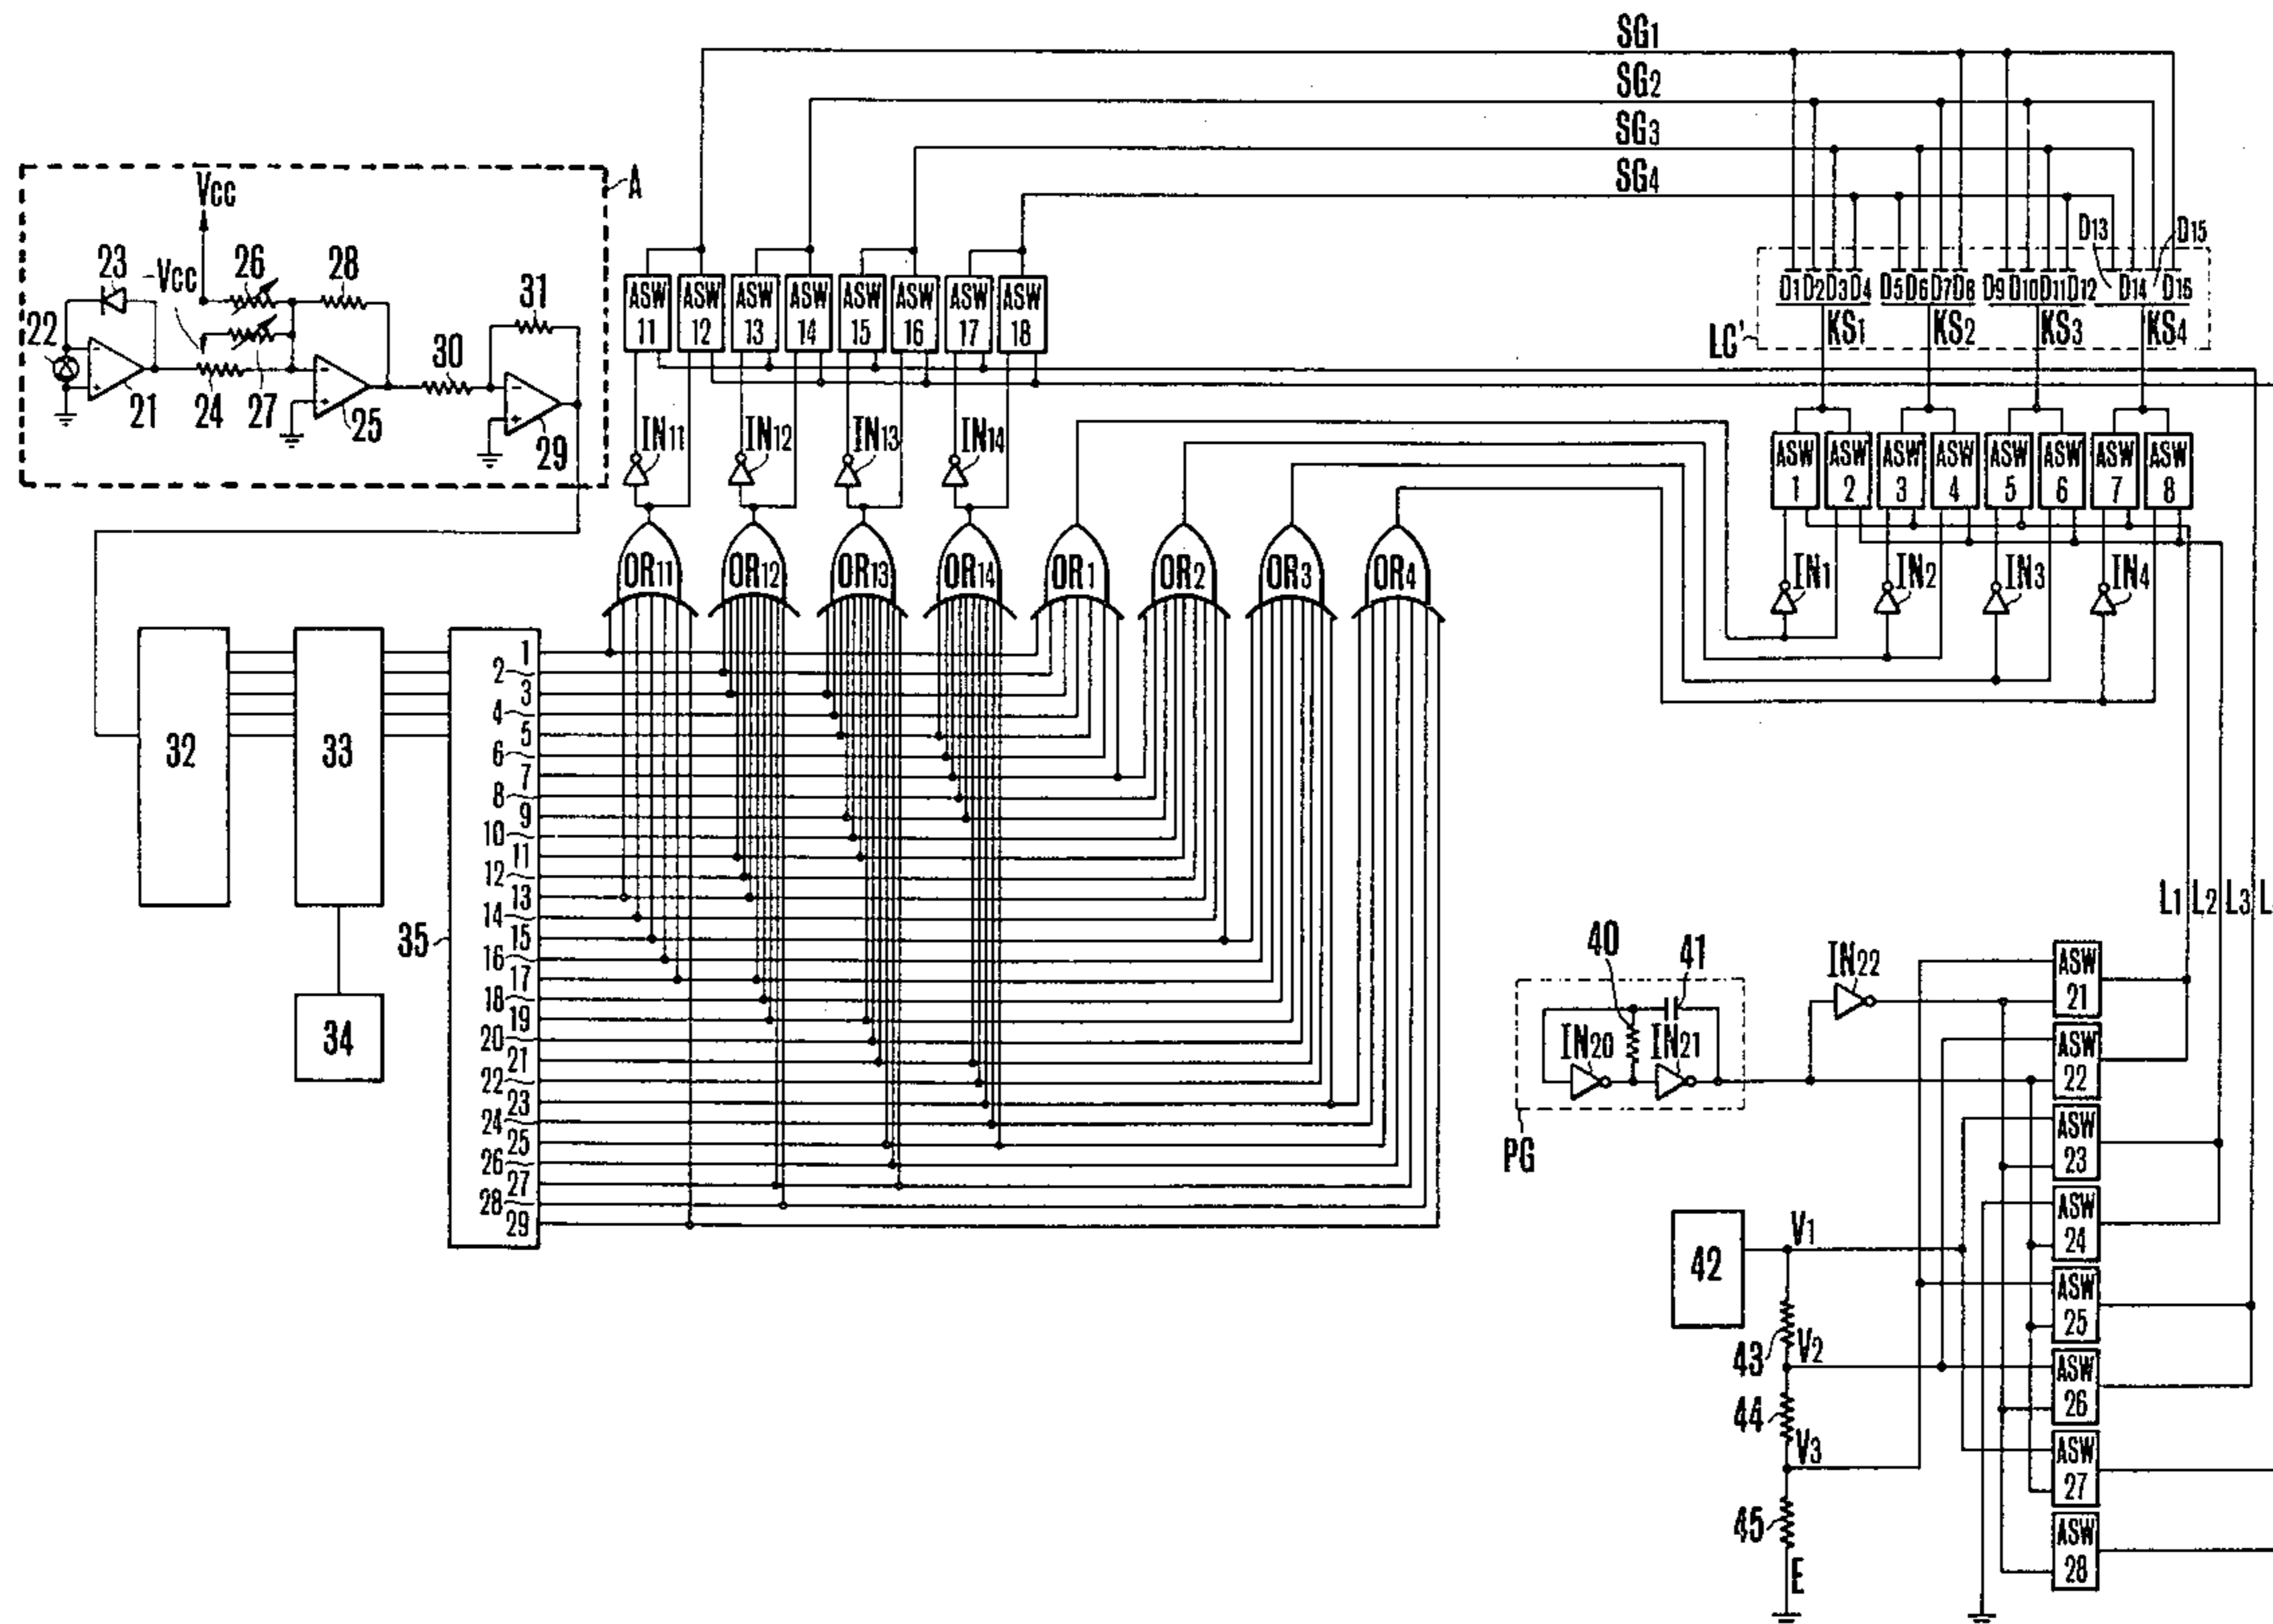 SG1
SG2
SG3
SG4
A
Vcc
-Vcc
23
26
28
31
22
21
24
27
25
30
29
ASW 11
ASW 12
ASW 13
ASW 14
ASW 15
ASW 16
ASW 17
ASW 18
D13
D15
D1 D2 D3 D4
D5 D6 D7 D8
D9 D10 D11 D12
D14 D16
LC'
KS1
KS2
KS3
KS4
IN11
IN12
IN13
IN14
ASW 1
ASW 2
ASW 3
ASW 4
ASW 5
ASW 6
ASW 7
ASW 8
OR11
OR12
OR13
OR14
OR1
OR2
OR3
OR4
IN1
IN2
IN3
IN4
32
33
34
35
1
2
3
4
5
6
7
8
9
10
11
12
13
14
15
16
17
18
19
20
21
22
23
24
25
26
27
28
29
L1 L2 L3
40
41
IN20
IN21
IN22
PG
ASW 21
ASW 22
ASW 23
ASW 24
ASW 25
ASW 26
ASW 27
ASW 28
42
V1
43
V2
44
V3
45
E